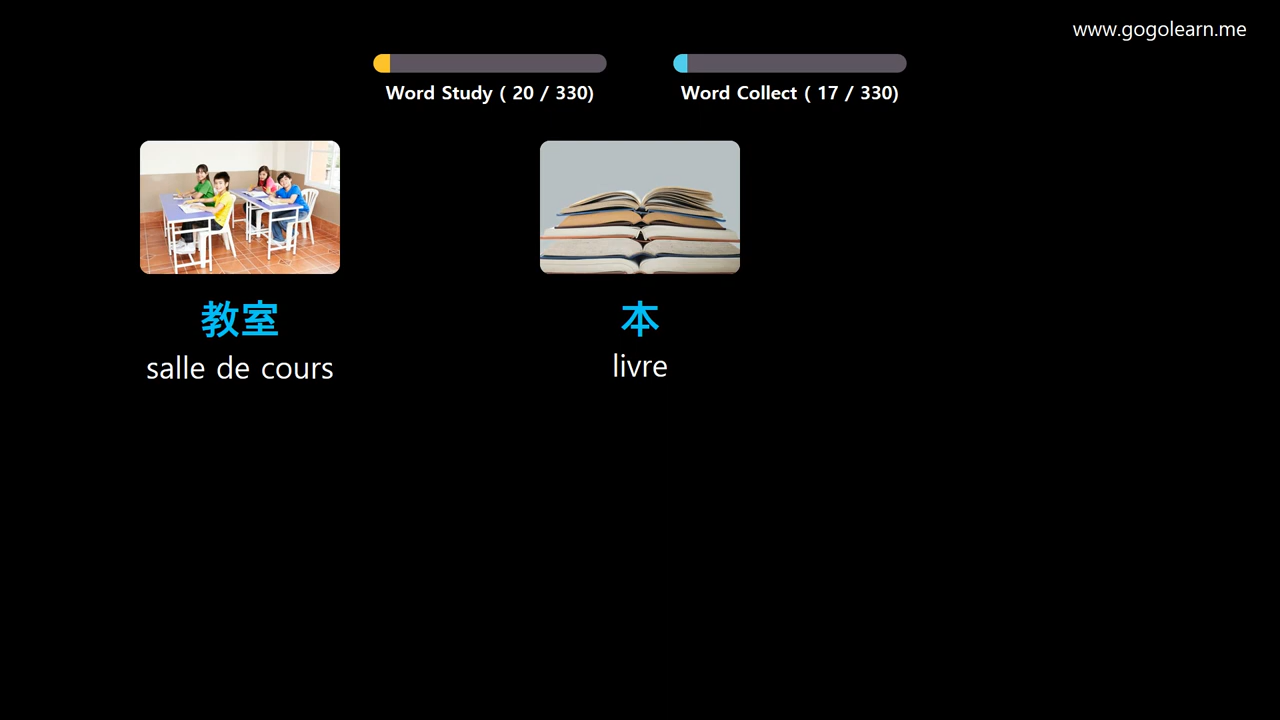 www.gogolearn.me
Word Study ( 20 / 330)
Word Collect ( 17 / 330)
教室
salle de cours
本
livre